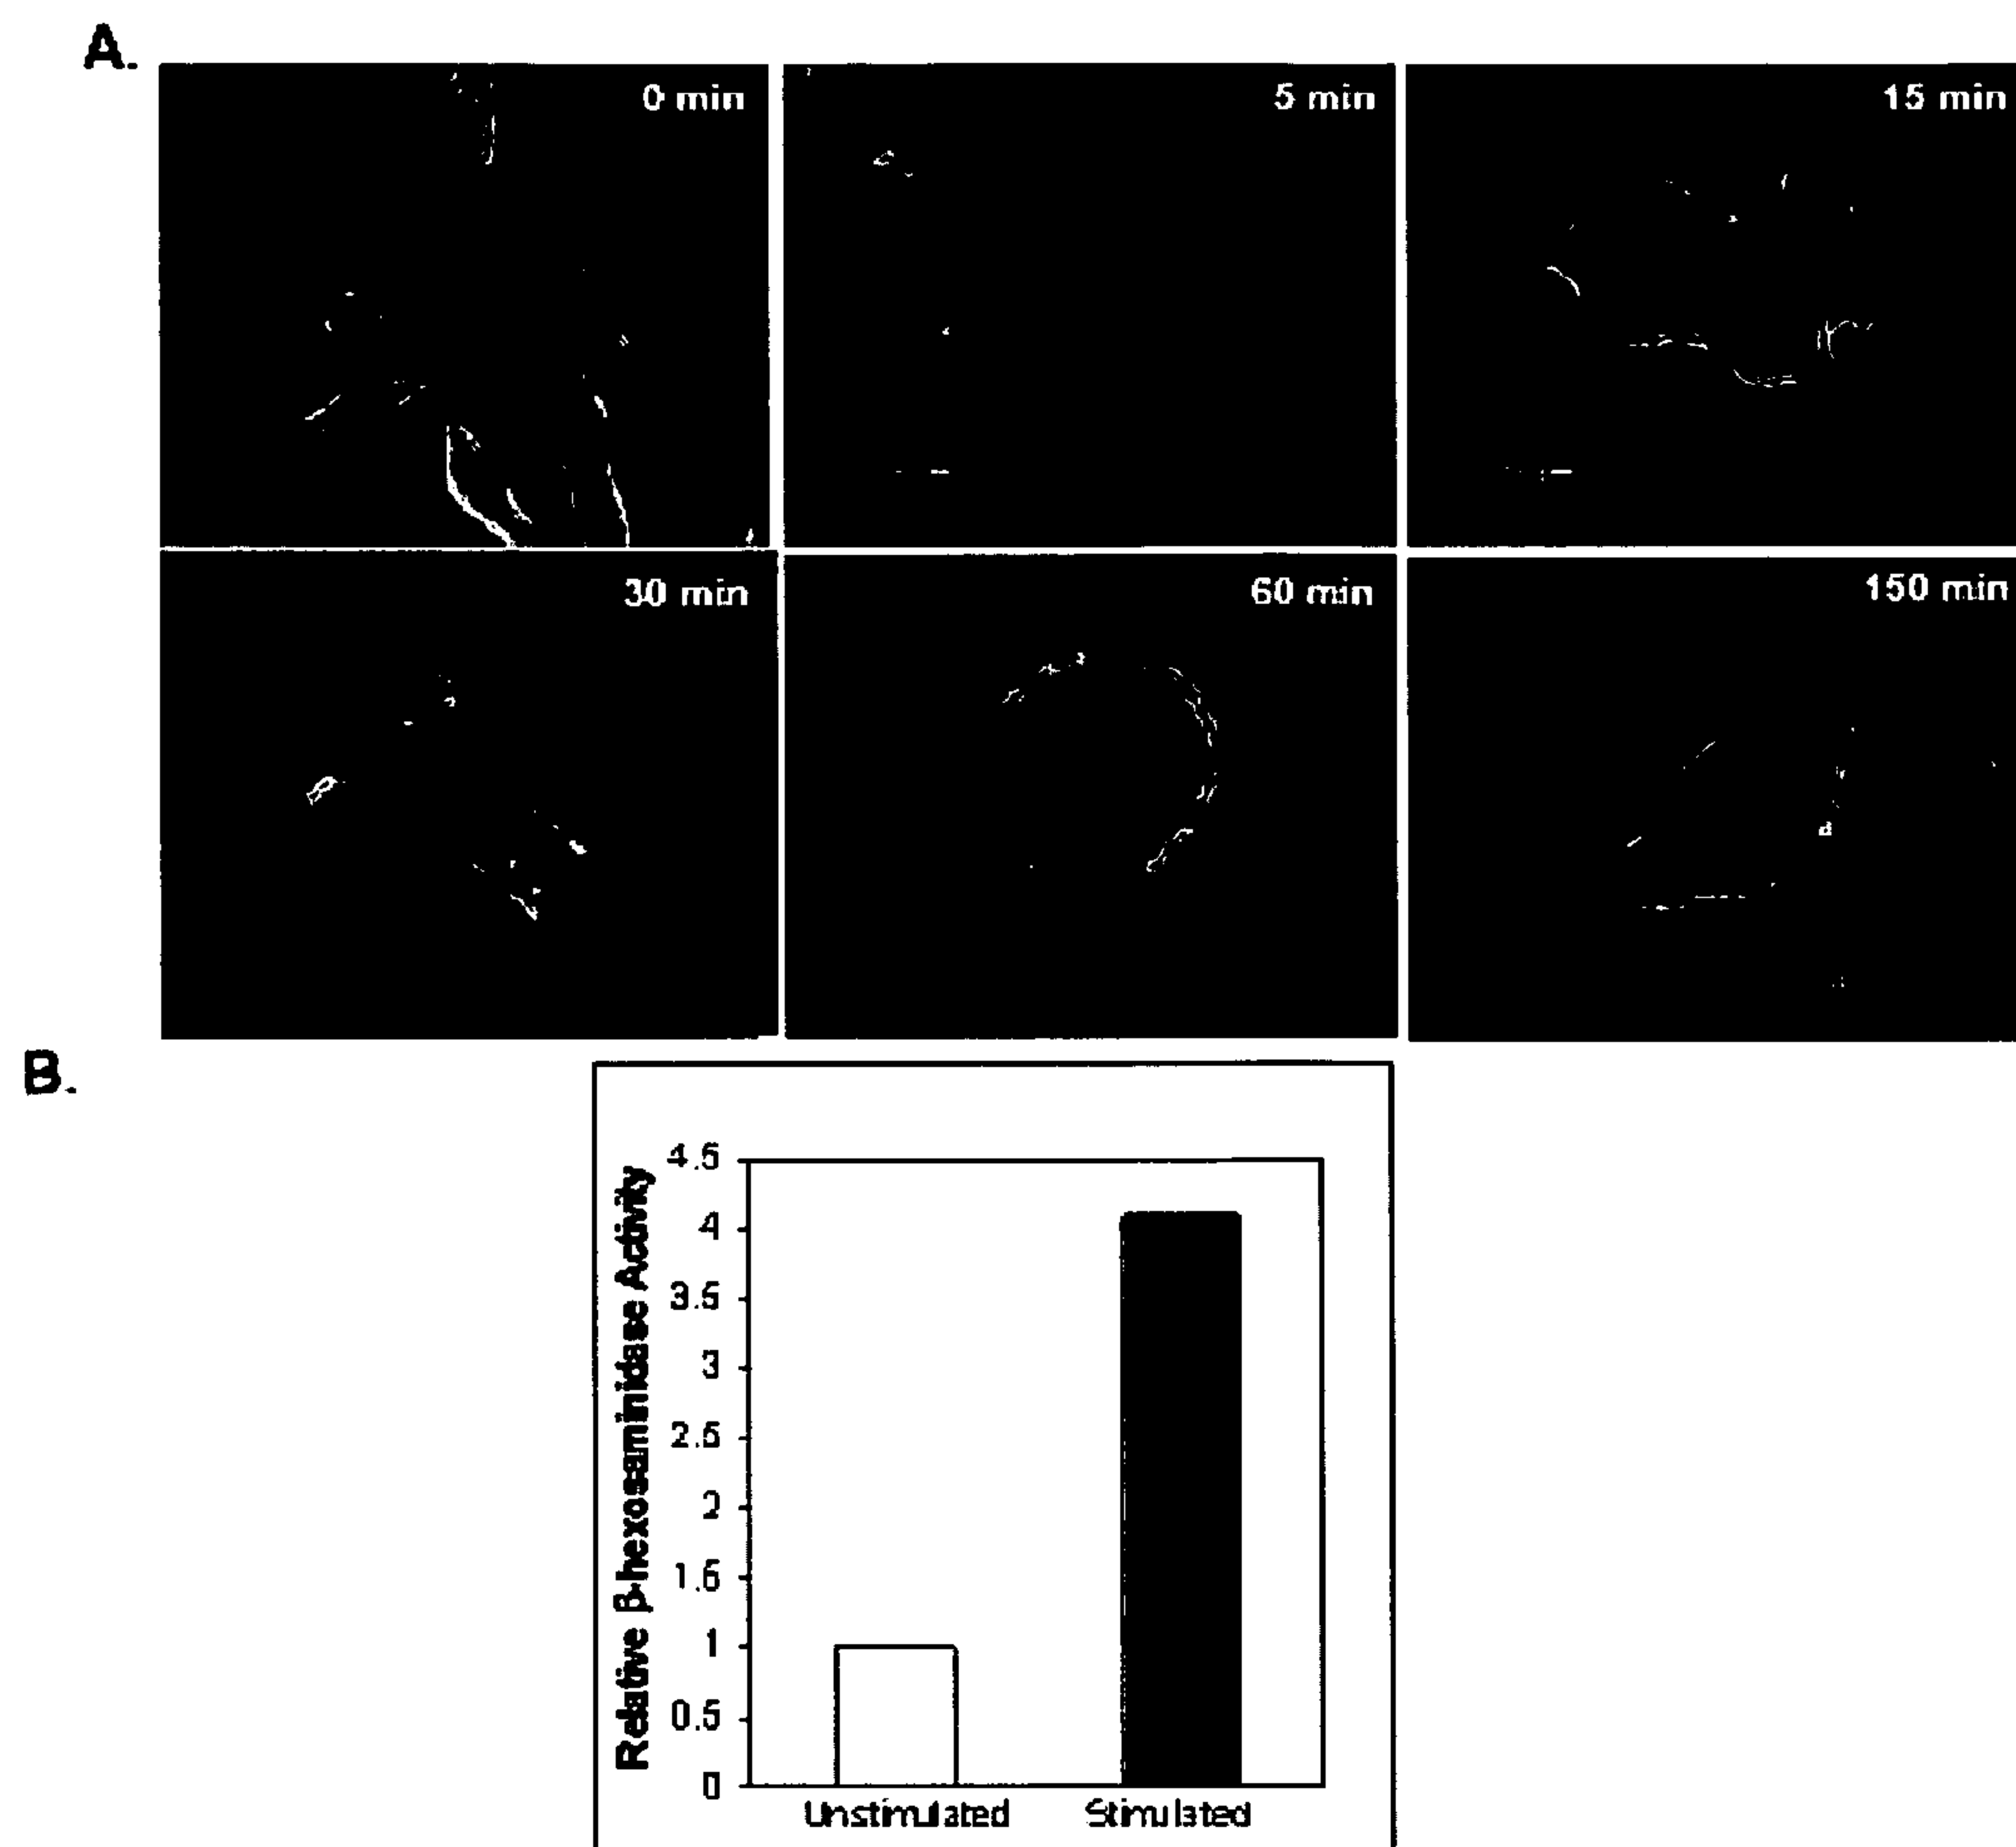 A.
0 min
5 min
15 min
30 min
60 min
150 min
B.
Relative β-hexosaminidase Activity
4.5
4
3.5
3
2.5
2
1.5
1
0.5
0
Unstimulated
Stimulated